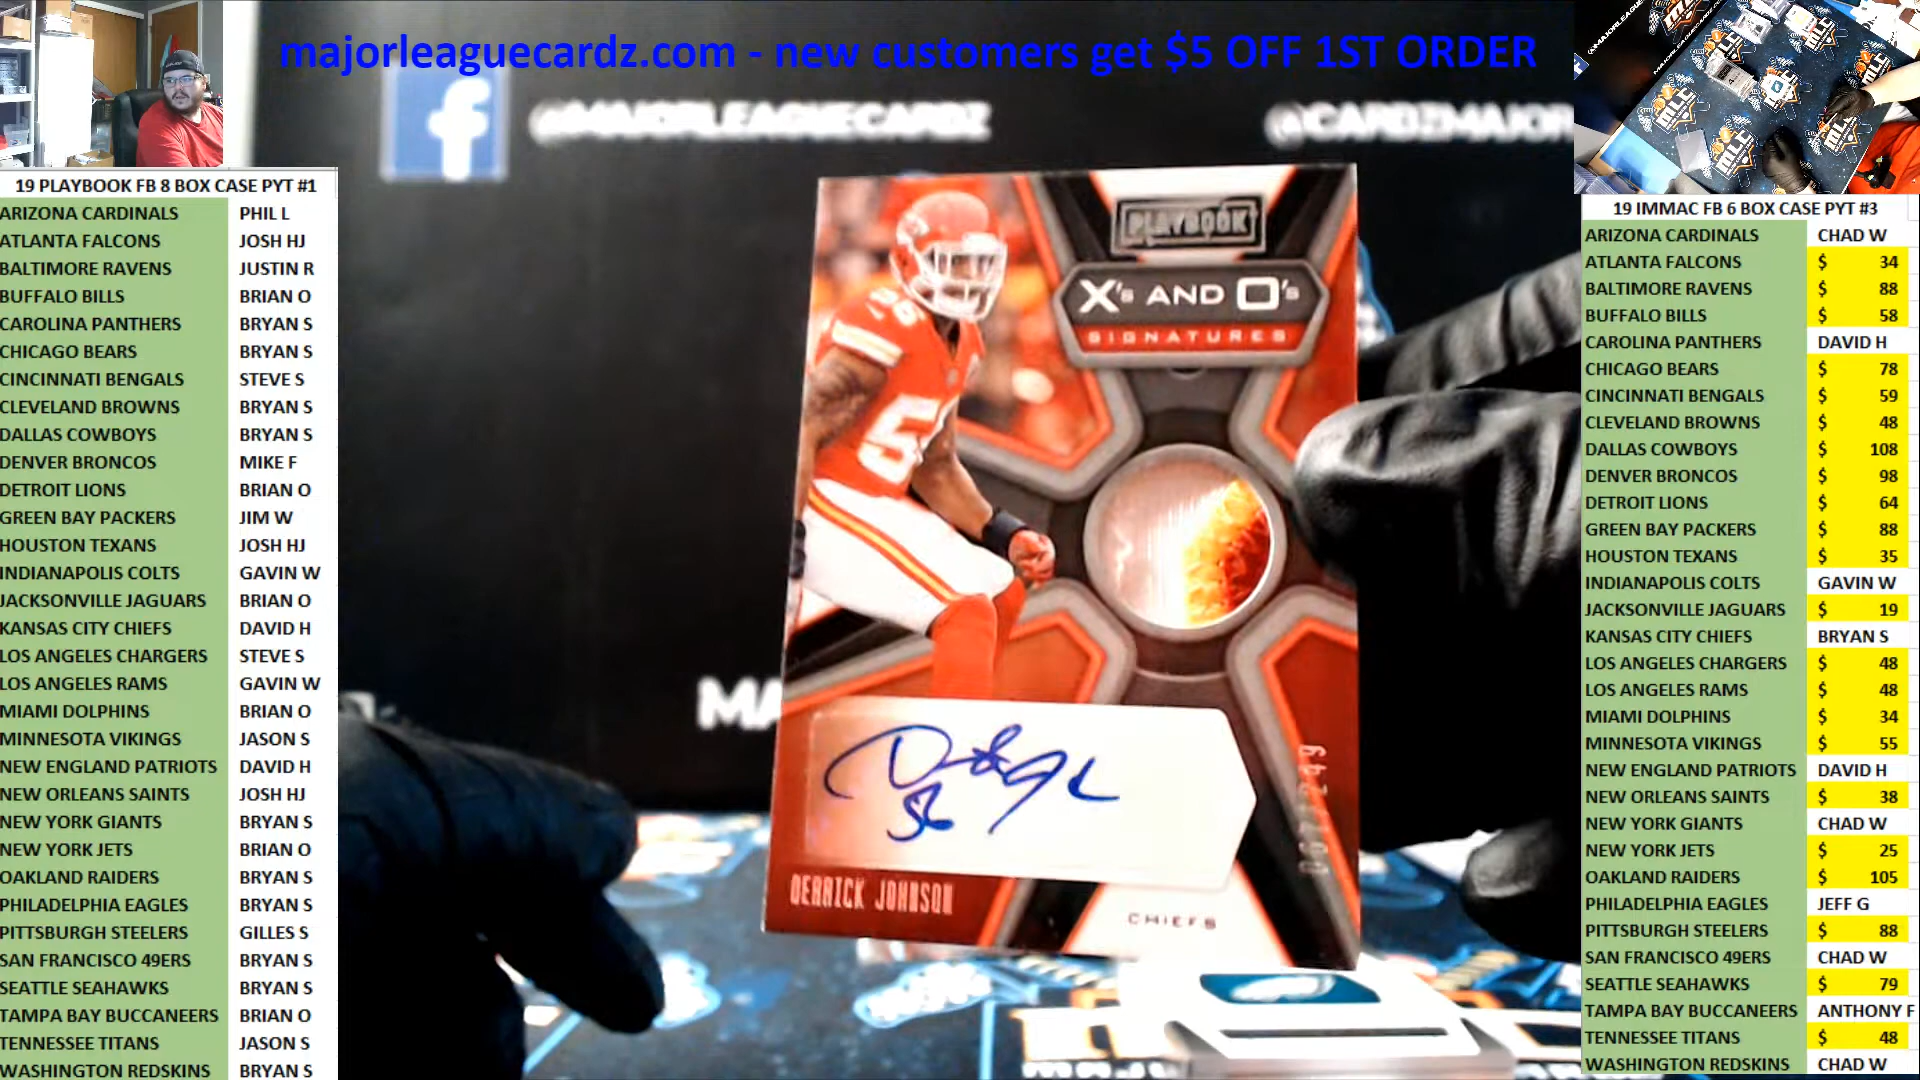 majorleaguecardz.com - new customers get $5 OFF 1ST ORDER
@MAJORLEAGUECARDZ
@CARDZMAJOR
19 PLAYBOOK FB 8 BOX CASE PYT #1
ARIZONA CARDINALS PHIL L
ATLANTA FALCONS JOSH HJ
BALTIMORE RAVENS JUSTIN R
BUFFALO BILLS BRIAN O
CAROLINA PANTHERS BRYAN S
CHICAGO BEARS BRYAN S
CINCINNATI BENGALS STEVE S
CLEVELAND BROWNS BRYAN S
DALLAS COWBOYS BRYAN S
DENVER BRONCOS MIKE F
DETROIT LIONS BRIAN O
GREEN BAY PACKERS JIM W
HOUSTON TEXANS JOSH HJ
INDIANAPOLIS COLTS GAVIN W
JACKSONVILLE JAGUARS BRIAN O
KANSAS CITY CHIEFS DAVID H
LOS ANGELES CHARGERS STEVE S
LOS ANGELES RAMS GAVIN W
MIAMI DOLPHINS BRIAN O
MINNESOTA VIKINGS JASON S
NEW ENGLAND PATRIOTS DAVID H
NEW ORLEANS SAINTS JOSH HJ
NEW YORK GIANTS BRYAN S
NEW YORK JETS BRIAN O
OAKLAND RAIDERS BRYAN S
PHILADELPHIA EAGLES BRYAN S
PITTSBURGH STEELERS GILLES S
SAN FRANCISCO 49ERS BRYAN S
SEATTLE SEAHAWKS BRYAN S
TAMPA BAY BUCCANEERS BRIAN O
TENNESSEE TITANS JASON S
WASHINGTON REDSKINS BRYAN S
PLAYBOOK
X's AND O's
SIGNATURES
56
DERRICK JOHNSON
CHIEFS
MA
19 IMMAC FB 6 BOX CASE PYT #3
ARIZONA CARDINALS CHAD W
ATLANTA FALCONS $ 34
BALTIMORE RAVENS $ 88
BUFFALO BILLS $ 58
CAROLINA PANTHERS DAVID H
CHICAGO BEARS $ 78
CINCINNATI BENGALS $ 59
CLEVELAND BROWNS $ 48
DALLAS COWBOYS $ 108
DENVER BRONCOS $ 98
DETROIT LIONS $ 64
GREEN BAY PACKERS $ 88
HOUSTON TEXANS $ 35
INDIANAPOLIS COLTS GAVIN W
JACKSONVILLE JAGUARS $ 19
KANSAS CITY CHIEFS BRYAN S
LOS ANGELES CHARGERS $ 48
LOS ANGELES RAMS $ 48
MIAMI DOLPHINS $ 34
MINNESOTA VIKINGS $ 55
NEW ENGLAND PATRIOTS DAVID H
NEW ORLEANS SAINTS $ 38
NEW YORK GIANTS CHAD W
NEW YORK JETS $ 25
OAKLAND RAIDERS $ 105
PHILADELPHIA EAGLES JEFF G
PITTSBURGH STEELERS $ 88
SAN FRANCISCO 49ERS CHAD W
SEATTLE SEAHAWKS $ 79
TAMPA BAY BUCCANEERS ANTHONY F
TENNESSEE TITANS $ 48
WASHINGTON REDSKINS CHAD W